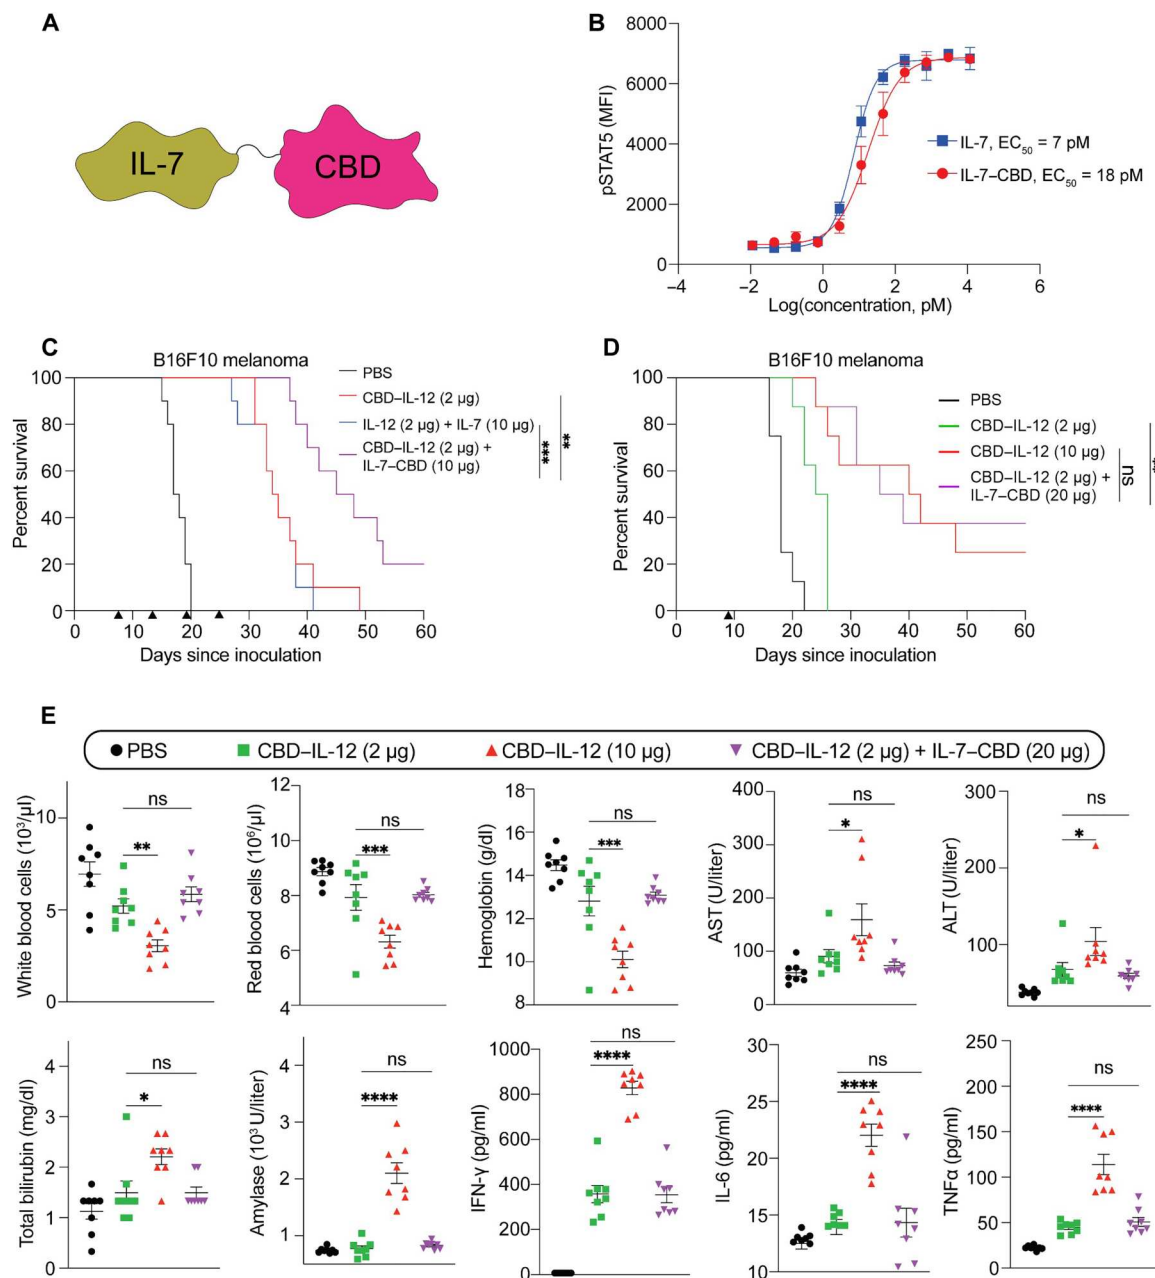 A
IL-7
CBD
B
8000
6000
4000
2000
0
pSTAT5 (MFI)
−4
−2
0
2
4
6
Log(concentration, pM)
IL-7, EC50 = 7 pM
IL-7–CBD, EC50 = 18 pM
C
B16F10 melanoma
100
80
60
40
20
0
Percent survival
0 10 20 30 40 50 60
Days since inoculation
PBS
CBD–IL-12 (2 µg)
IL-12 (2 µg) + IL-7 (10 µg)
CBD–IL-12 (2 µg) +
IL-7–CBD (10 µg)
***
**
D
B16F10 melanoma
100
80
60
40
20
0
Percent survival
0 10 20 30 40 50 60
Days since inoculation
PBS
CBD–IL-12 (2 µg)
CBD–IL-12 (10 µg)
CBD–IL-12 (2 µg) +
IL-7–CBD (20 µg)
ns
E
PBS CBD–IL-12 (2 µg) CBD–IL-12 (10 µg) CBD–IL-12 (2 µg) + IL-7–CBD (20 µg)
White blood cells (10³/µl)
10
5
0
ns
**
Red blood cells (10⁶/µl)
12
10
8
6
4
ns
***
Hemoglobin (g/dl)
18
16
14
12
10
8
ns
***
AST (U/liter)
400
300
200
100
0
ns
*
ALT (U/liter)
300
200
100
ns
*
Total bilirubin (mg/dl)
4
3
2
1
0
ns
*
Amylase (10³ U/liter)
4
3
2
1
ns
****
IFN-γ (pg/ml)
1000
800
600
400
200
0
ns
****
IL-6 (pg/ml)
30
25
20
15
10
ns
****
TNFα (pg/ml)
250
200
150
100
50
0
ns
****